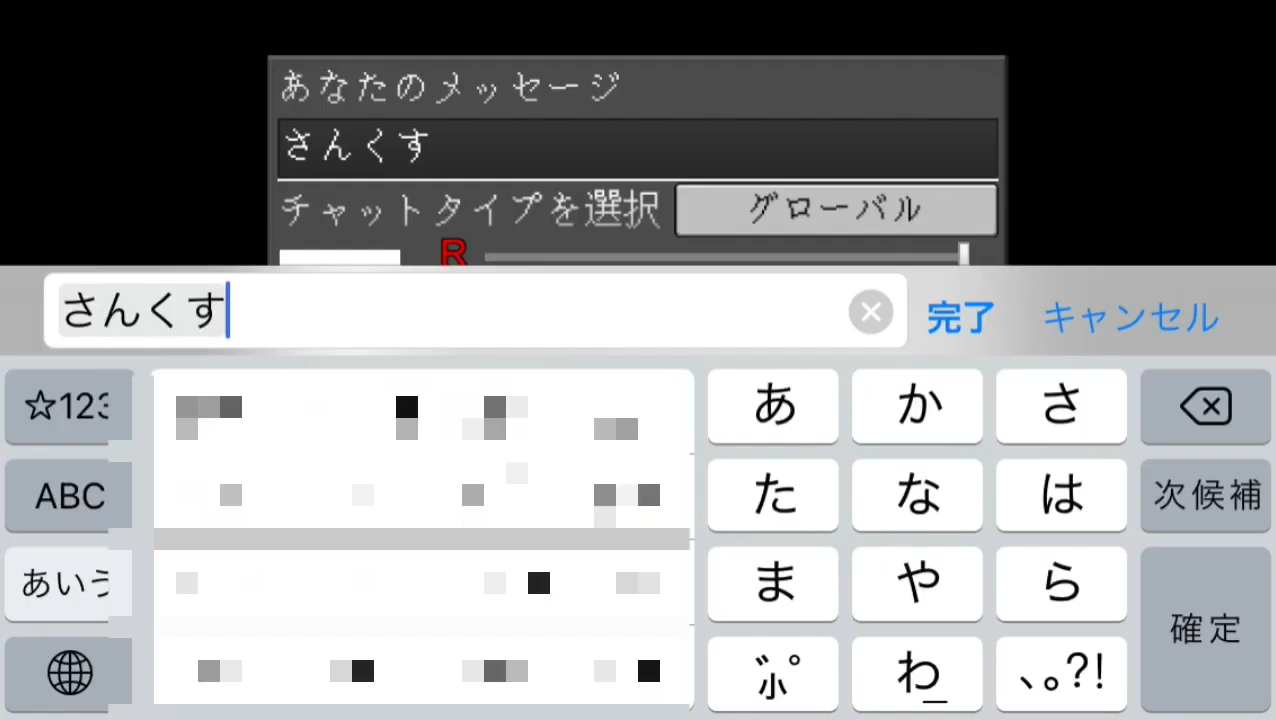 あなたのメッセージ
さんくす
チャットタイプを選択 グローバル
R
さんくす 完了 キャンセル
☆123 あ か さ
ABC た な は 次候補
あいう ま や ら 確定
゛゜小 わ_ 、。?!